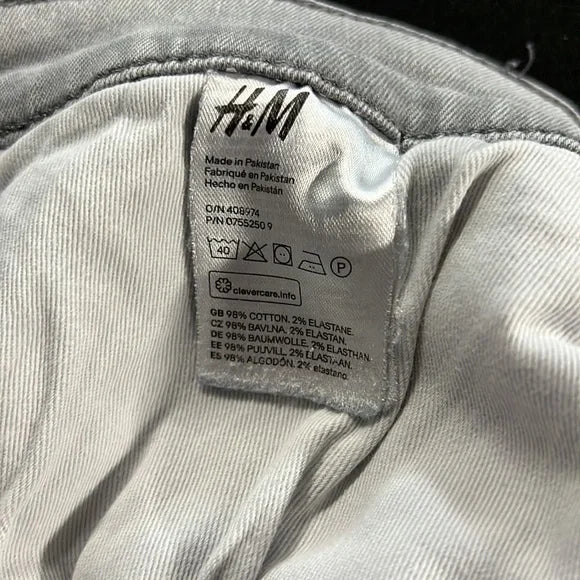 H&M
Made in Pakistan
Fabriqué en Pakistan
Hecho en Pakistán
O/N 408974
P/N 0755250 9
40 P
clevercare.info
GB 98% COTTON. 2% ELASTANE.
CZ 98% BAVLNA. 2% ELASTAN.
DE 98% BAUMWOLLE. 2% ELASTHAN.
EE 98% PUUVILL. 2% ELASTAAN.
ES 98% ALGODÓN. 2% elastano.